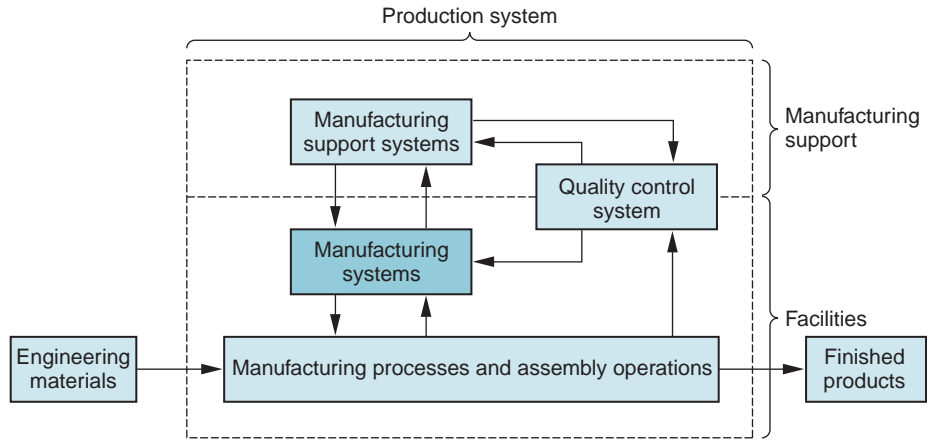 Production system
Manufacturing
support systems
Manufacturing
support
Quality control
system
Manufacturing
systems
Facilities
Engineering
materials
Manufacturing processes and assembly operations
Finished
products